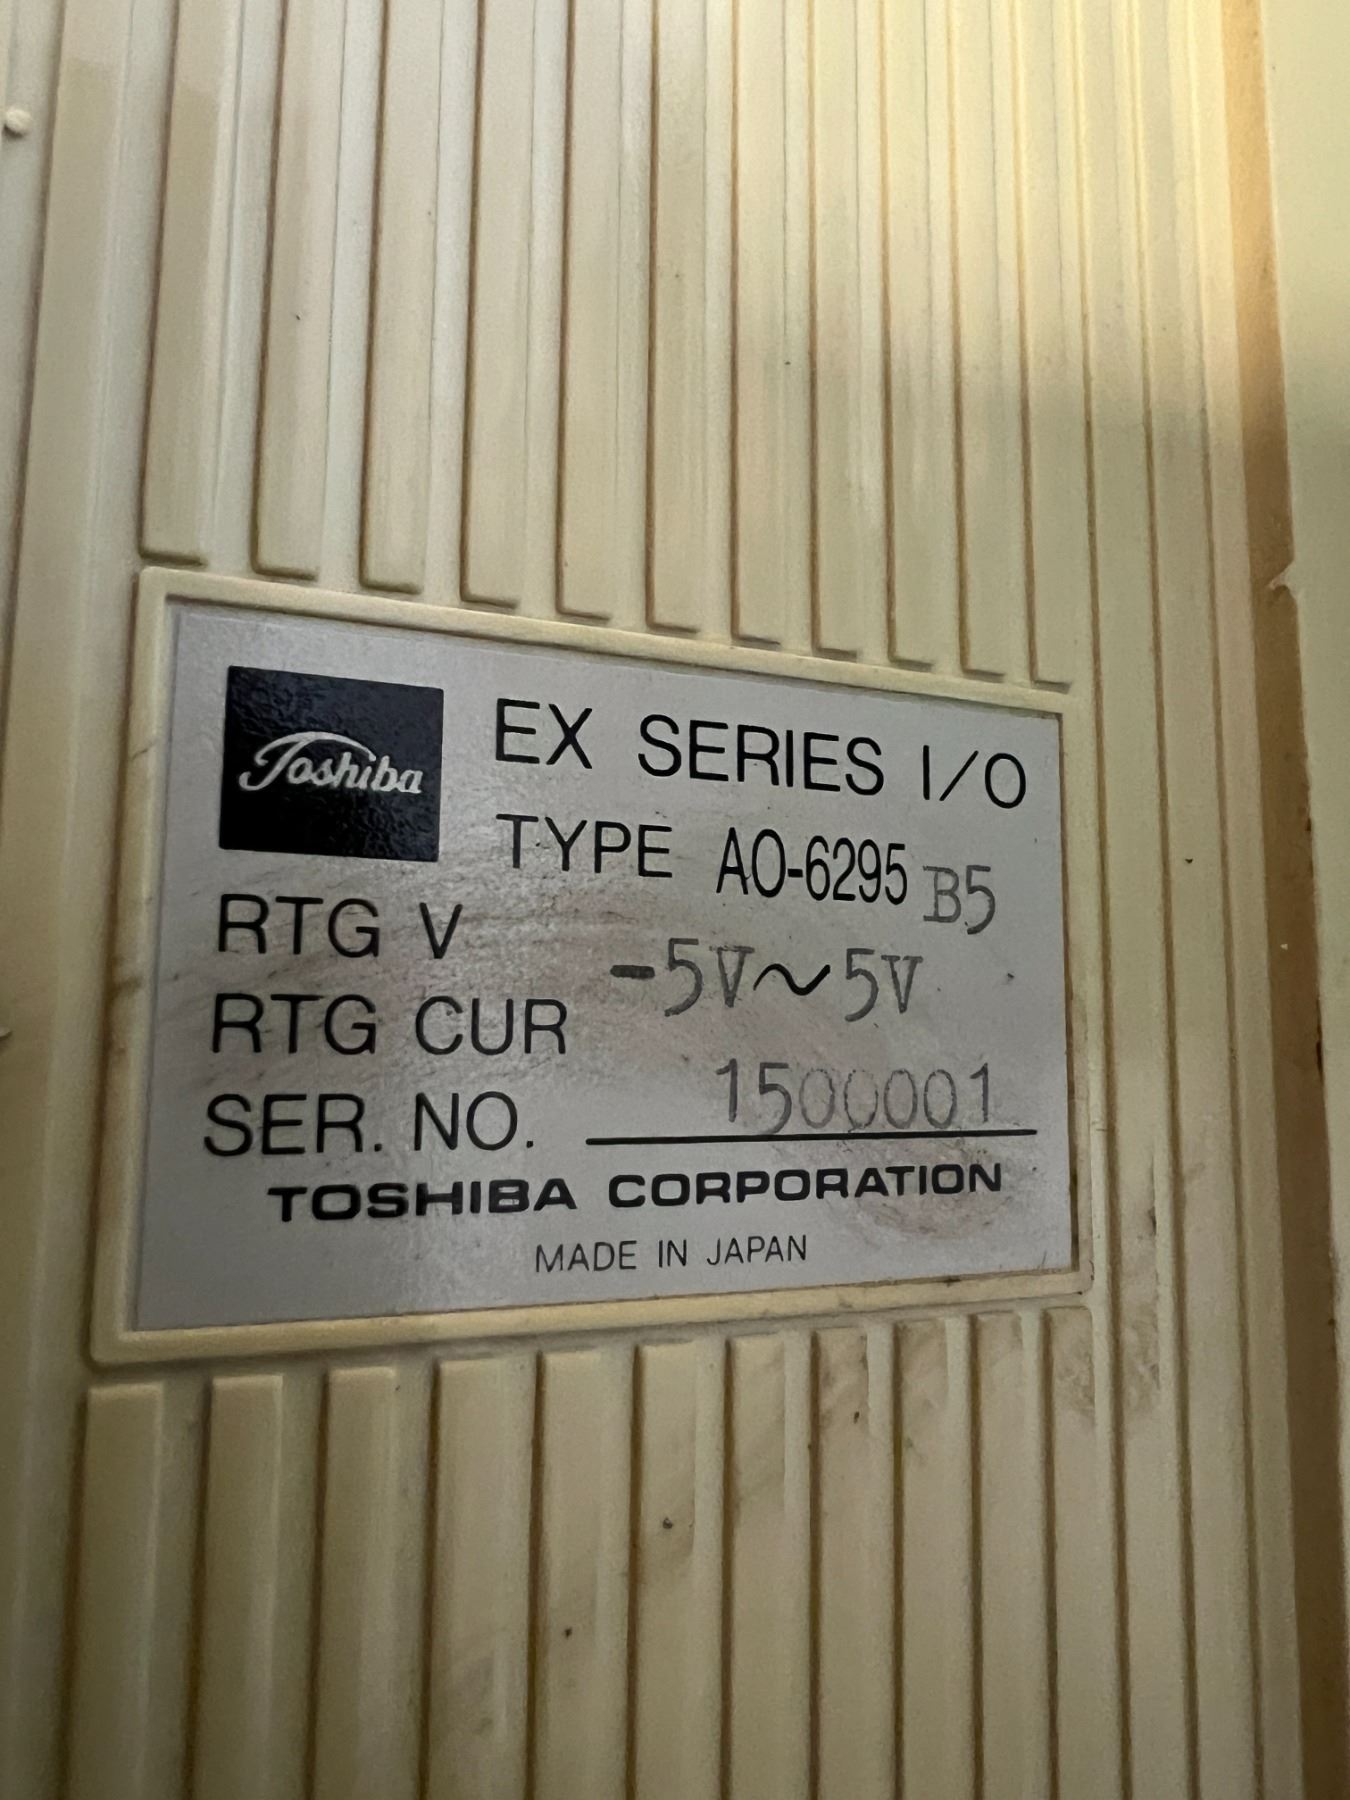 Toshiba
EX SERIES I/O
TYPE AO-6295 B5
RTG V -5V～5V
RTG CUR
SER. NO. 1500001
TOSHIBA CORPORATION
MADE IN JAPAN